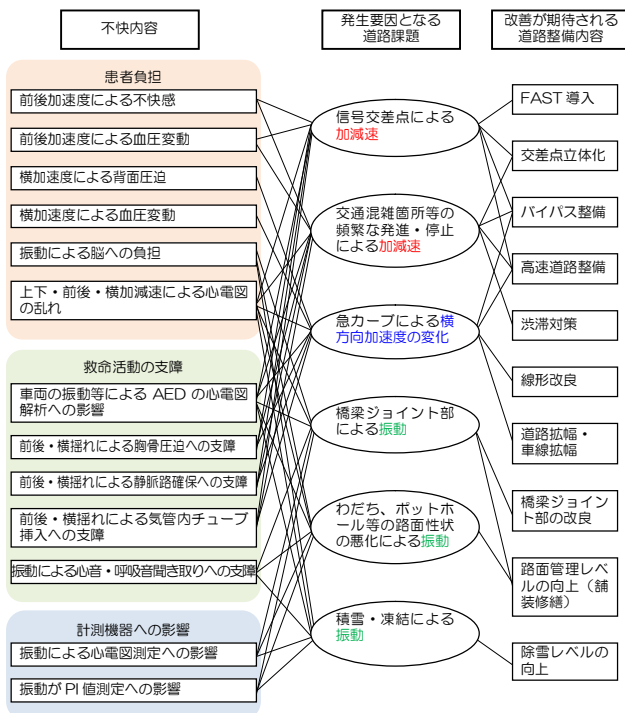 不快内容
発生要因となる
道路課題
改善が期待される
道路整備内容
患者負担
前後加速度による不快感
前後加速度による血圧変動
横加速度による背面圧迫
横加速度による血圧変動
振動による脳への負担
上下・前後・横加減速による心電図
の乱れ
救命活動の支障
車両の振動等による AED の心電図
解析への影響
前後・横揺れによる胸骨圧迫への支障
前後・横揺れによる静脈路確保への支障
前後・横揺れによる気管内チューブ
挿入への支障
振動による心音・呼吸音聞き取りへの支障
計測機器への影響
振動による心電図測定への影響
振動が PI 値測定への影響
信号交差点による
加減速
交通混雑箇所等の
頻繁な発進・停止
による加減速
急カーブによる横
方向加速度の変化
橋梁ジョイント部
による振動
わだち、ポットホ
ール等の路面性状
の悪化による振動
積雪・凍結による
振動
FAST 導入
交差点立体化
バイパス整備
高速道路整備
渋滞対策
線形改良
道路拡幅・
車線拡幅
橋梁ジョイン
ト部の改良
路面管理レベ
ルの向上（舗
装修繕）
除雪レベルの
向上